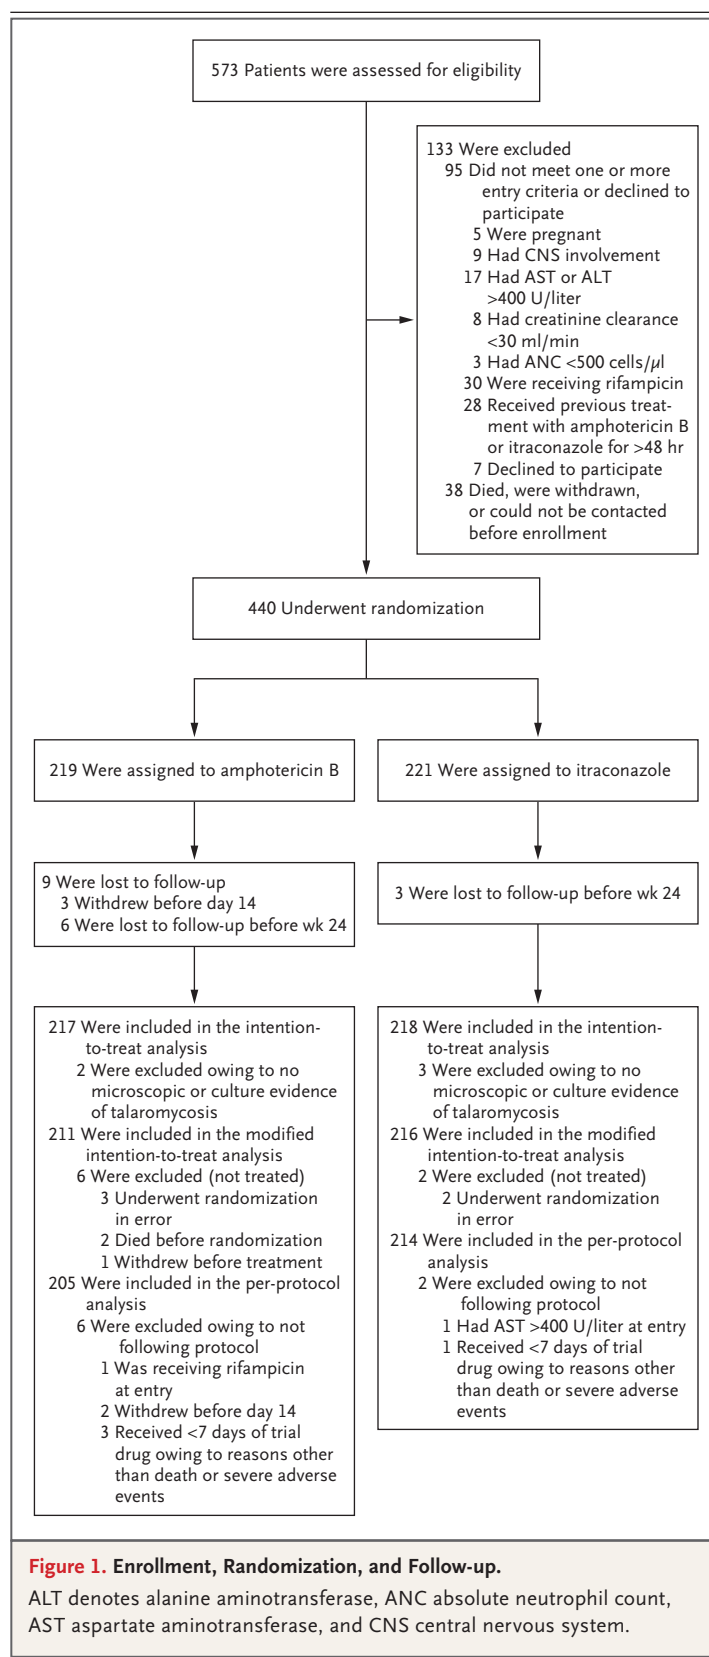 573 Patients were assessed for eligibility
133 Were excluded
95 Did not meet one or more
entry criteria or declined to
participate
5 Were pregnant
9 Had CNS involvement
17 Had AST or ALT
>400 U/liter
8 Had creatinine clearance
<30 ml/min
3 Had ANC <500 cells/μl
30 Were receiving rifampicin
28 Received previous treat-
ment with amphotericin B
or itraconazole for >48 hr
7 Declined to participate
38 Died, were withdrawn,
or could not be contacted
before enrollment
440 Underwent randomization
219 Were assigned to amphotericin B
221 Were assigned to itraconazole
9 Were lost to follow-up
3 Withdrew before day 14
6 Were lost to follow-up before wk 24
3 Were lost to follow-up before wk 24
217 Were included in the intention-
to-treat analysis
2 Were excluded owing to no
microscopic or culture evidence
of talaromycosis
211 Were included in the modified
intention-to-treat analysis
6 Were excluded (not treated)
3 Underwent randomization
in error
2 Died before randomization
1 Withdrew before treatment
205 Were included in the per-protocol
analysis
6 Were excluded owing to not
following protocol
1 Was receiving rifampicin
at entry
2 Withdrew before day 14
3 Received <7 days of trial
drug owing to reasons other
than death or severe adverse
events
218 Were included in the intention-
to-treat analysis
3 Were excluded owing to no
microscopic or culture evidence
of talaromycosis
216 Were included in the modified
intention-to-treat analysis
2 Were excluded (not treated)
2 Underwent randomization
in error
214 Were included in the per-protocol
analysis
2 Were excluded owing to not
following protocol
1 Had AST >400 U/liter at entry
1 Received <7 days of trial
drug owing to reasons other
than death or severe adverse
events
Figure 1. Enrollment, Randomization, and Follow-up.
ALT denotes alanine aminotransferase, ANC absolute neutrophil count,
AST aspartate aminotransferase, and CNS central nervous system.